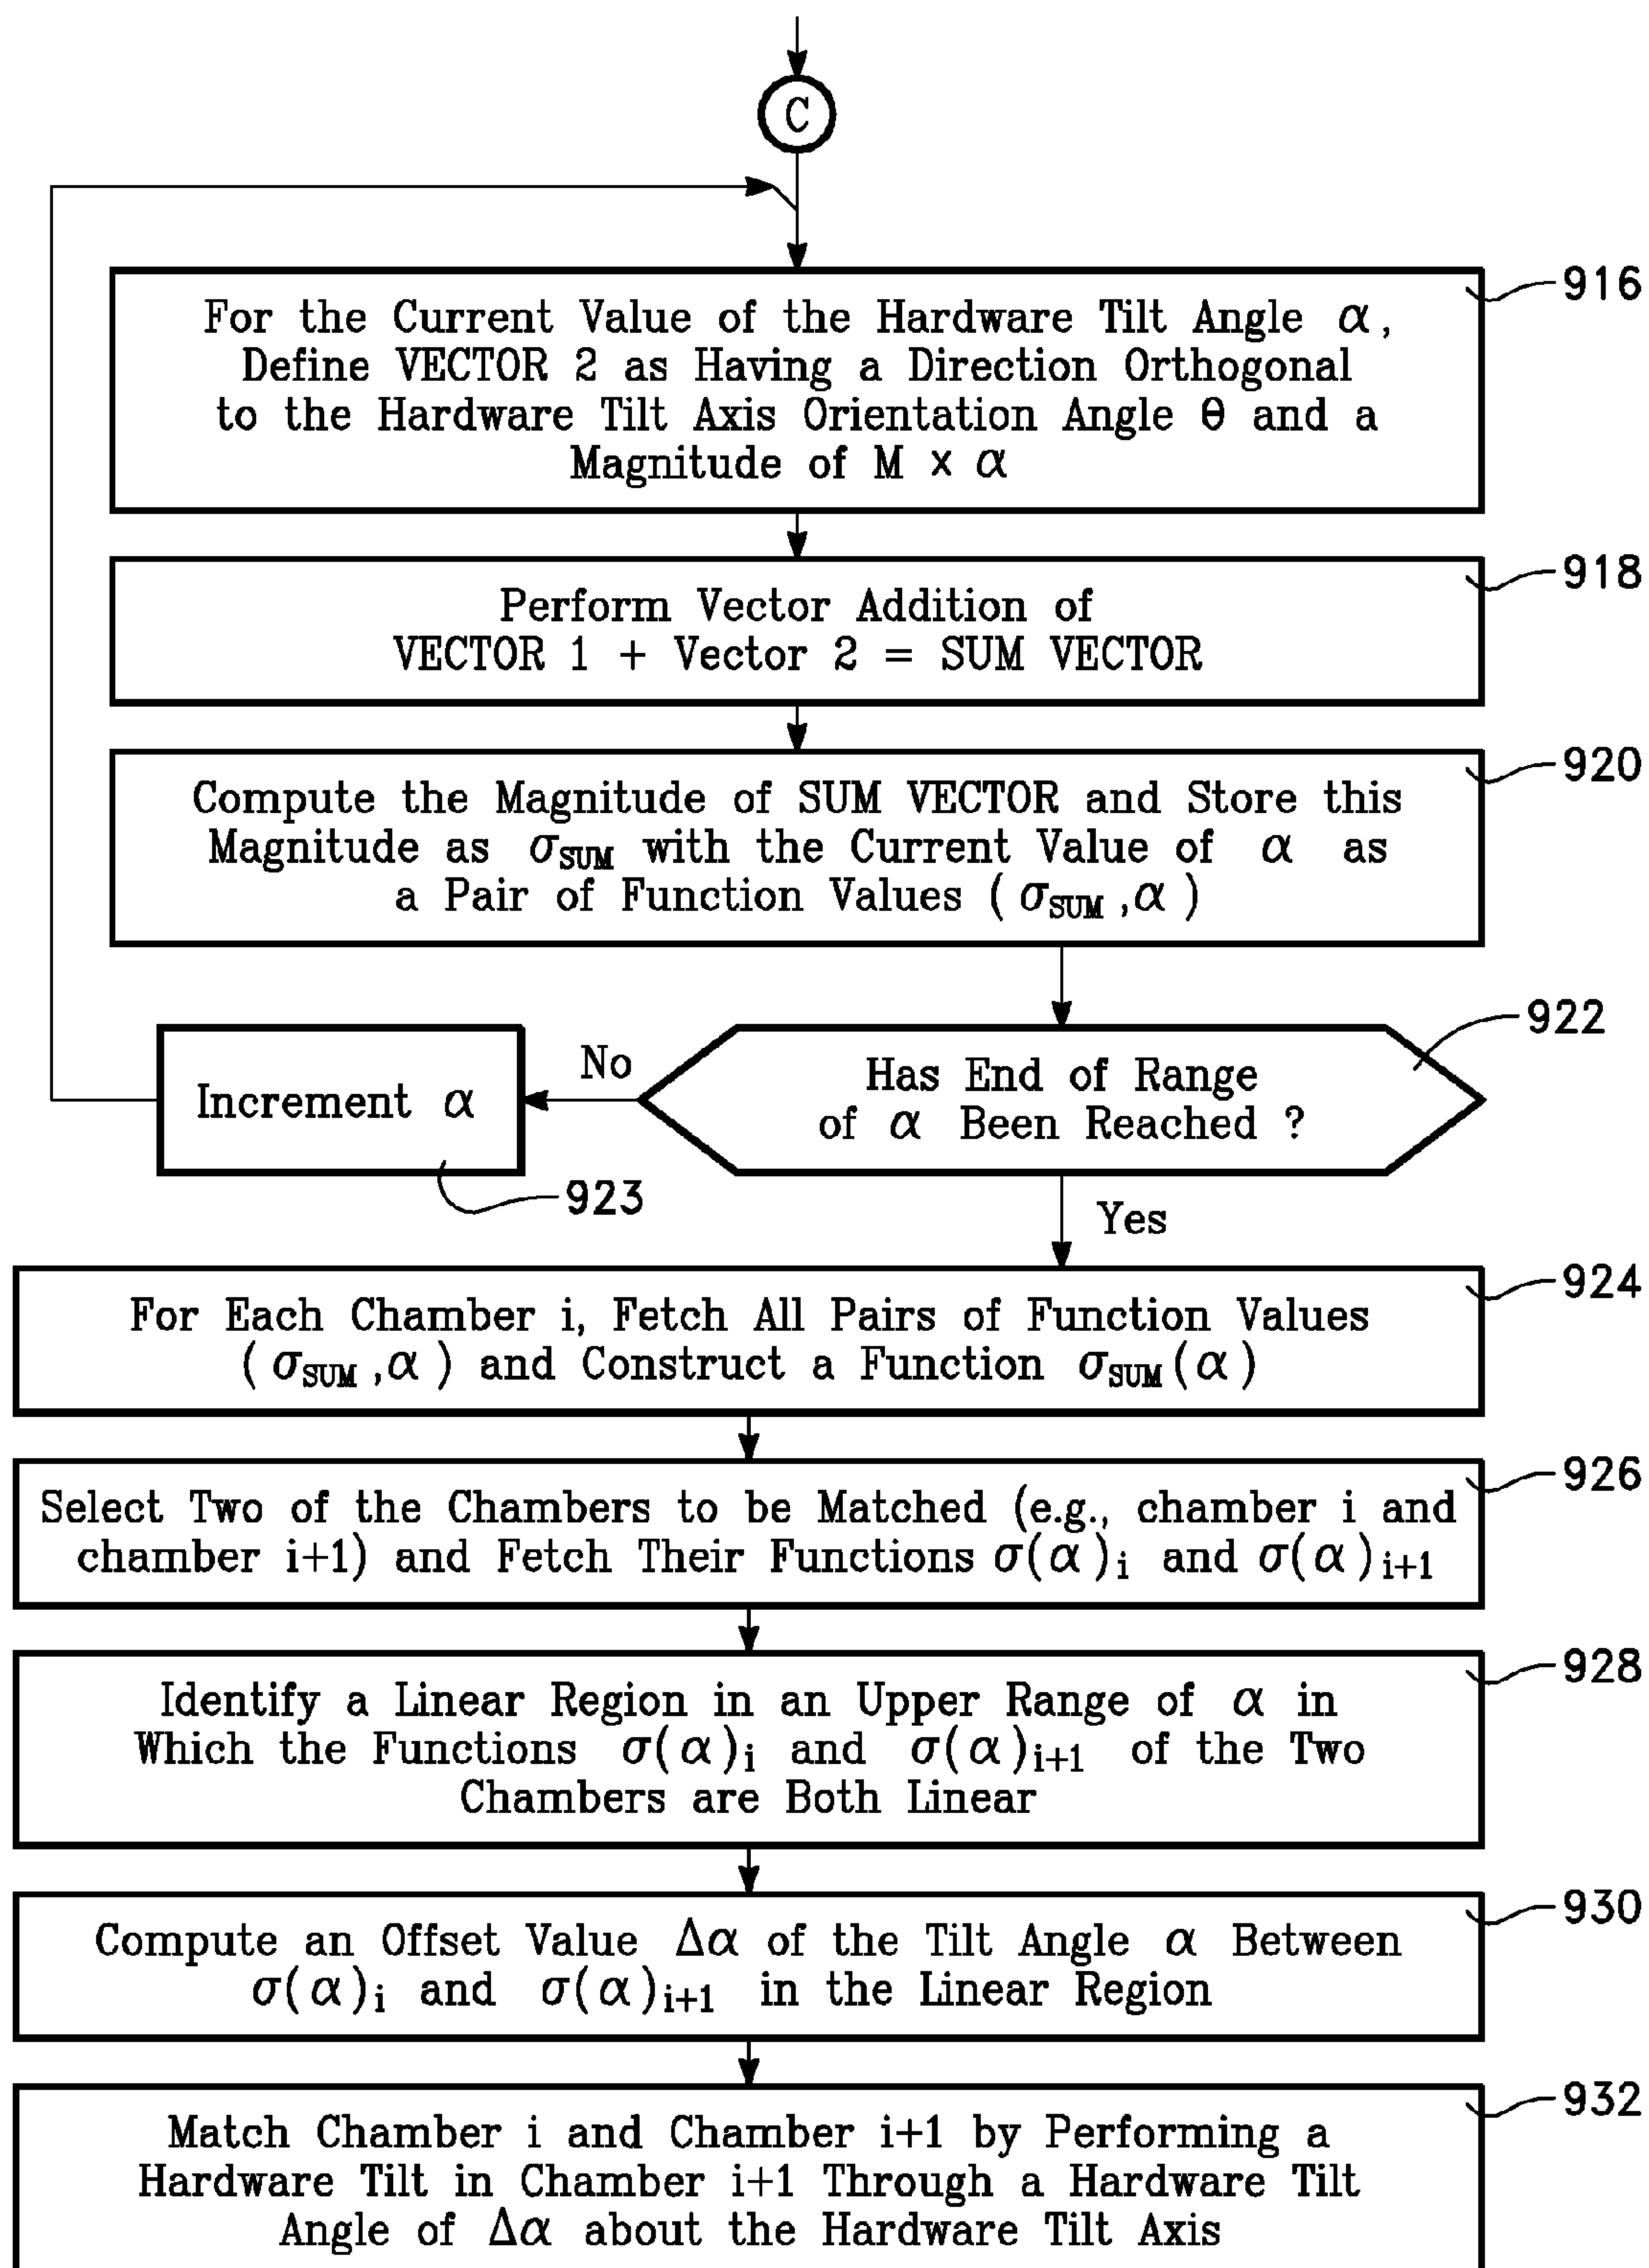 C
916
For the Current Value of the Hardware Tilt Angle α,
Define VECTOR 2 as Having a Direction Orthogonal
to the Hardware Tilt Axis Orientation Angle θ and a
Magnitude of M × α
918
Perform Vector Addition of
VECTOR 1 + Vector 2 = SUM VECTOR
920
Compute the Magnitude of SUM VECTOR and Store this
Magnitude as σSUM with the Current Value of α as
a Pair of Function Values (σSUM,α)
922
Has End of Range
of α Been Reached ?
No
Increment α
923
Yes
924
For Each Chamber i, Fetch All Pairs of Function Values
(σSUM,α) and Construct a Function σSUM(α)
926
Select Two of the Chambers to be Matched (e.g., chamber i and
chamber i+1) and Fetch Their Functions σ(α)i and σ(α)i+1
928
Identify a Linear Region in an Upper Range of α in
Which the Functions σ(α)i and σ(α)i+1 of the Two
Chambers are Both Linear
930
Compute an Offset Value Δα of the Tilt Angle α Between
σ(α)i and σ(α)i+1 in the Linear Region
932
Match Chamber i and Chamber i+1 by Performing a
Hardware Tilt in Chamber i+1 Through a Hardware Tilt
Angle of Δα about the Hardware Tilt Axis